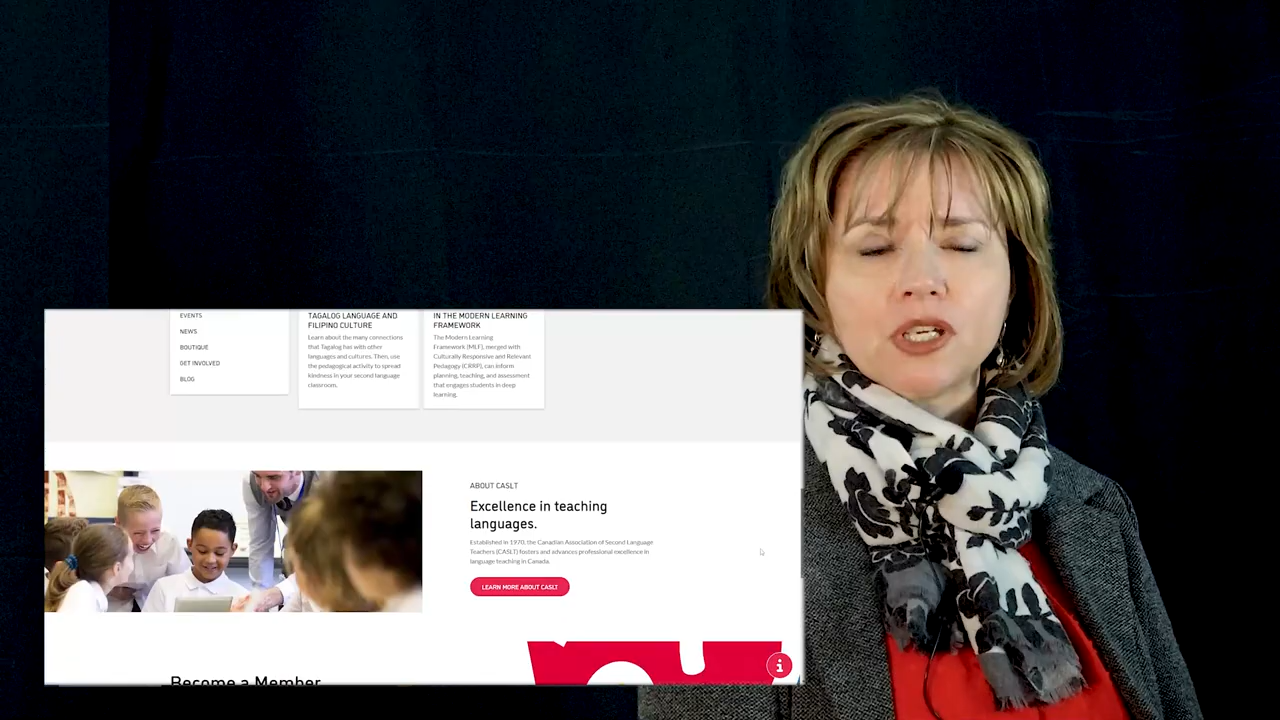 EVENTS
NEWS
BOUTIQUE
GET INVOLVED
BLOG
TAGALOG LANGUAGE AND
FILIPINO CULTURE
Learn about the many connections
that Tagalog has with other
languages and cultures. Then, use
the pedagogical activity to spread
kindness in your second language
classroom.
IN THE MODERN LEARNING
FRAMEWORK
The Modern Learning
Framework (MLF), merged with
Culturally Responsive and Relevant
Pedagogy (CRRP), can inform
planning, teaching, and assessment
that engages students in deep
learning.
ABOUT CASLT
Excellence in teaching
languages.
Established in 1970, the Canadian Association of Second Language
Teachers (CASLT) fosters and advances professional excellence in
language teaching in Canada.
LEARN MORE ABOUT CASLT
Become a Member